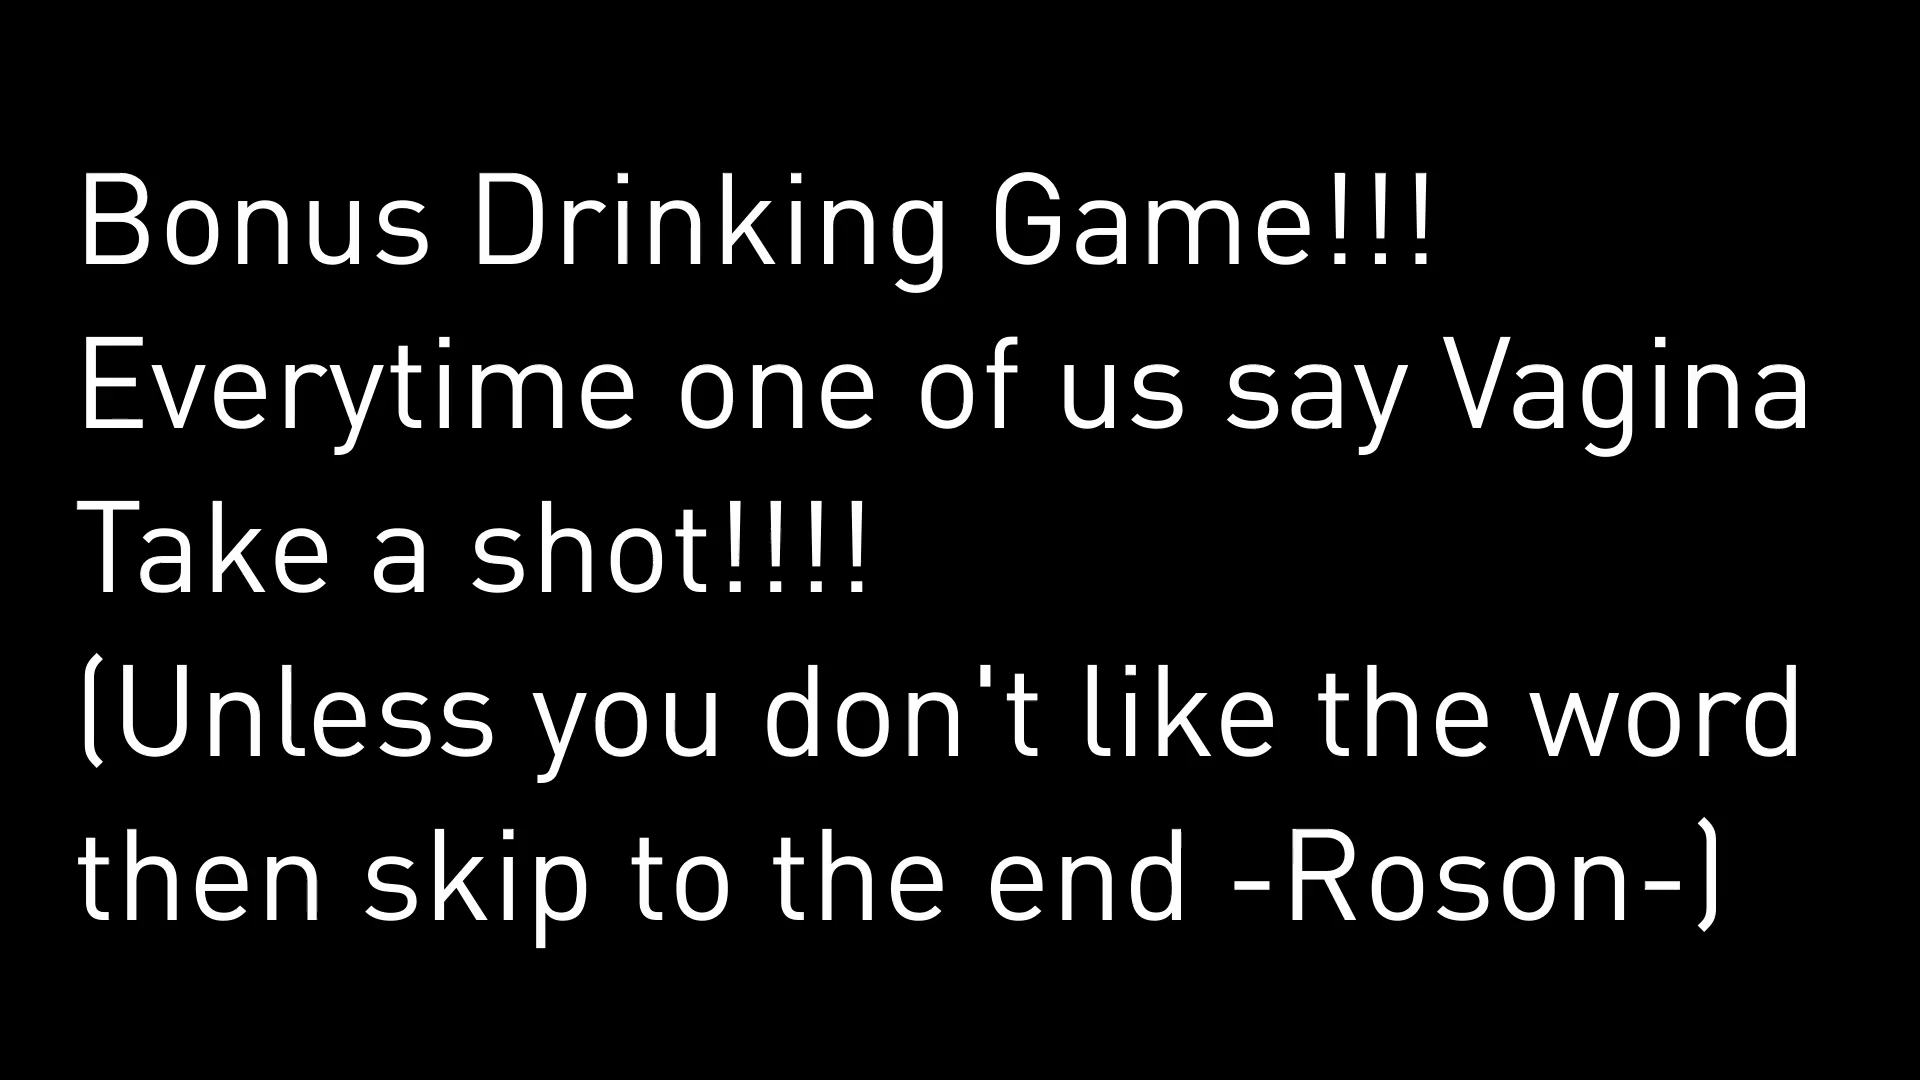 Bonus Drinking Game!!!
Everytime one of us say Vagina
Take a shot!!!!
(Unless you don't like the word
then skip to the end -Roson-)